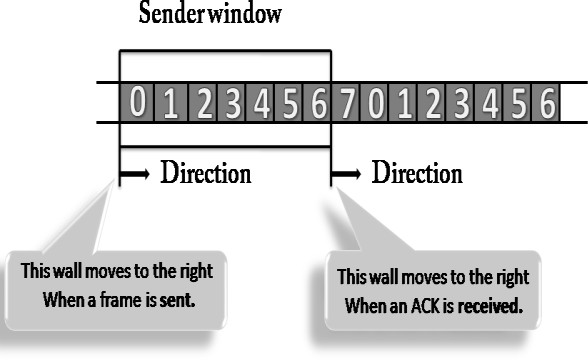 Sender window
0 1 2 3 4 5 6 7 0 1 2 3 4 5 6
Direction Direction
This wall moves to the right
When a frame is sent.
This wall moves to the right
When an ACK is received.